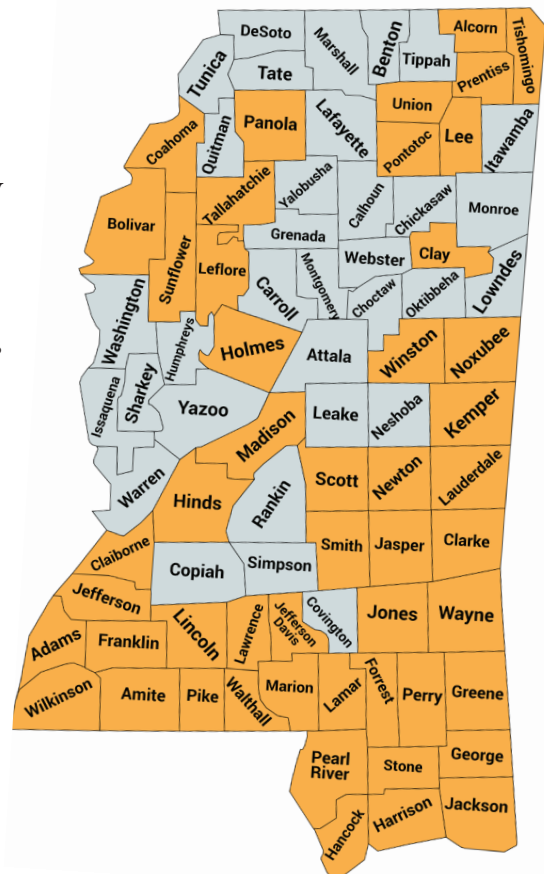 DeSoto
Marshall
Benton
Tippah
Alcorn
Tishomingo
Prentiss
Tunica
Tate
Union
Panola
Lafayette
Quitman
Coahoma
Pontotoc
Lee
Itawamba
Tallahatchie
Yalobusha
Calhoun
Chickasaw
Monroe
Bolivar
Sunflower
Leflore
Grenada
Webster
Clay
Carroll
Montgomery
Choctaw
Oktibbeha
Lowndes
Washington
Humphreys
Holmes
Attala
Winston
Noxubee
Issaquena
Sharkey
Yazoo
Madison
Leake
Neshoba
Kemper
Warren
Hinds
Rankin
Scott
Newton
Lauderdale
Claiborne
Copiah
Simpson
Smith
Jasper
Clarke
Jefferson
Lincoln
Lawrence
Jefferson
Davis
Covington
Jones
Wayne
Adams
Franklin
Wilkinson
Amite
Pike
Walthall
Marion
Lamar
Forrest
Perry
Greene
Pearl
River
Stone
George
Hancock
Harrison
Jackson